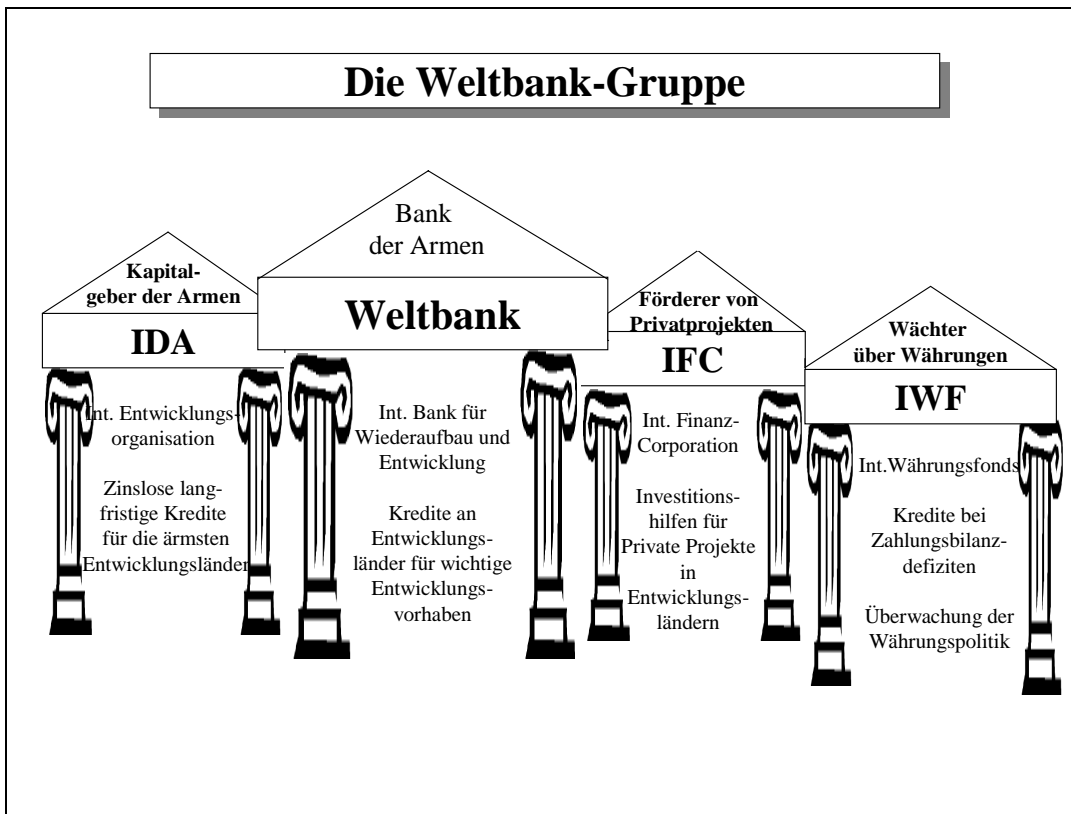 Die Weltbank-Gruppe
Kapital-
geber der Armen
IDA
Int. Entwicklungs-
organisation
Zinslose lang-
fristige Kredite
für die ärmsten
Entwicklungsländer
Bank
der Armen
Weltbank
Int. Bank für
Wiederaufbau und
Entwicklung
Kredite an
Entwicklungs-
länder für wichtige
Entwicklungs-
vorhaben
Förderer von
Privatprojekten
IFC
Int. Finanz-
Corporation
Investitions-
hilfen für
Private Projekte
in
Entwicklungs-
ländern
Wächter
über Währungen
IWF
Int.Währungsfonds
Kredite bei
Zahlungsbilanz-
defiziten
Überwachung der
Währungspolitik